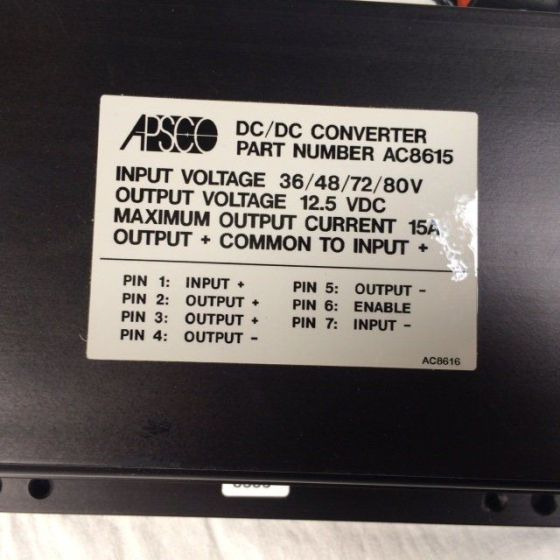 APSCO
DC/DC CONVERTER
PART NUMBER AC8615
INPUT VOLTAGE 36/48/72/80V
OUTPUT VOLTAGE 12.5 VDC
MAXIMUM OUTPUT CURRENT 15A
OUTPUT + COMMON TO INPUT +
PIN 1: INPUT +
PIN 2: OUTPUT +
PIN 3: OUTPUT +
PIN 4: OUTPUT -
PIN 5: OUTPUT -
PIN 6: ENABLE
PIN 7: INPUT -
AC8616